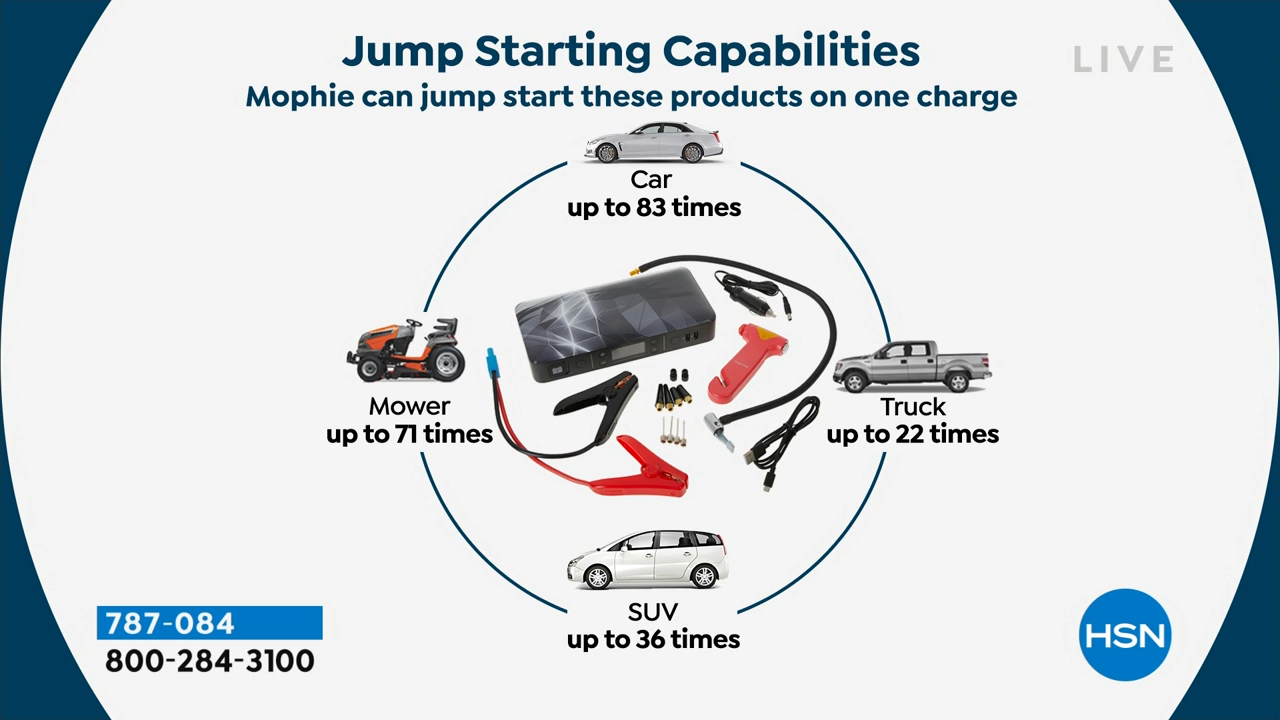 Jump Starting Capabilities
LIVE
Mophie can jump start these products on one charge
Car
up to 83 times
Mower
up to 71 times
Truck
up to 22 times
SUV
up to 36 times
787-084
800-284-3100
HSN